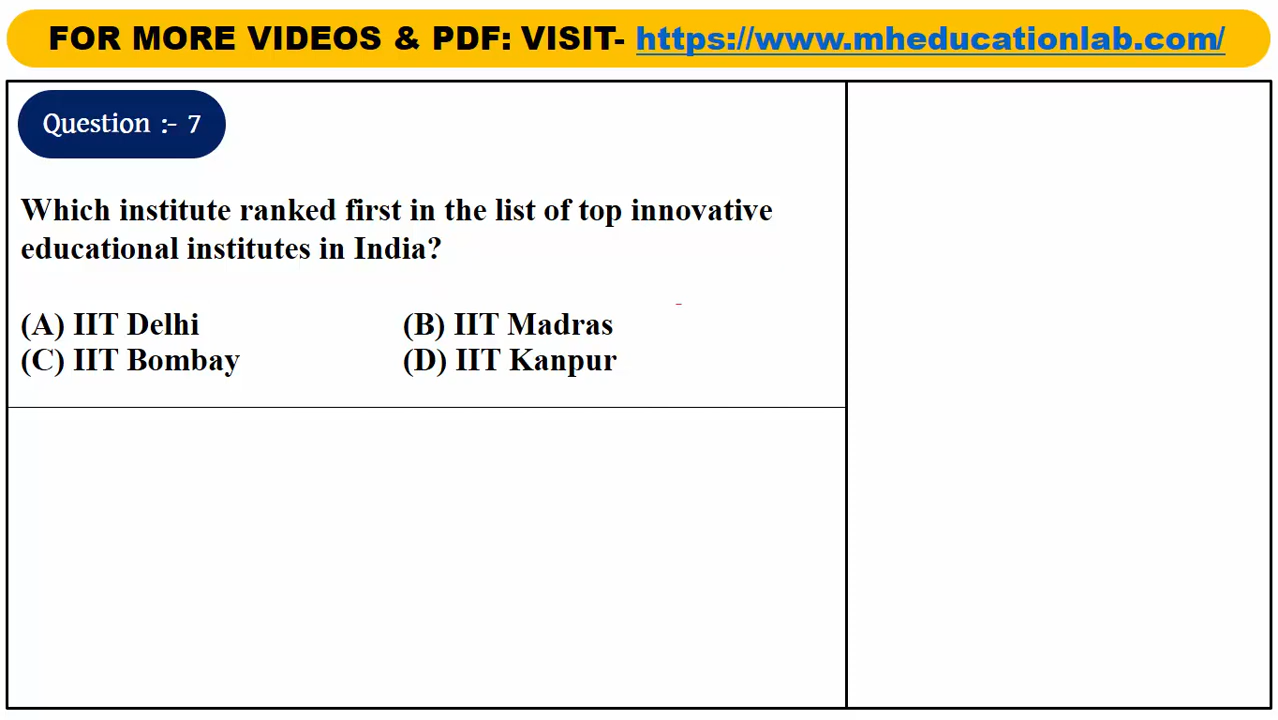 FOR MORE VIDEOS & PDF: VISIT- https://www.mheducationlab.com/
Question :- 7
Which institute ranked first in the list of top innovative
educational institutes in India?
(A) IIT Delhi (B) IIT Madras
(C) IIT Bombay (D) IIT Kanpur